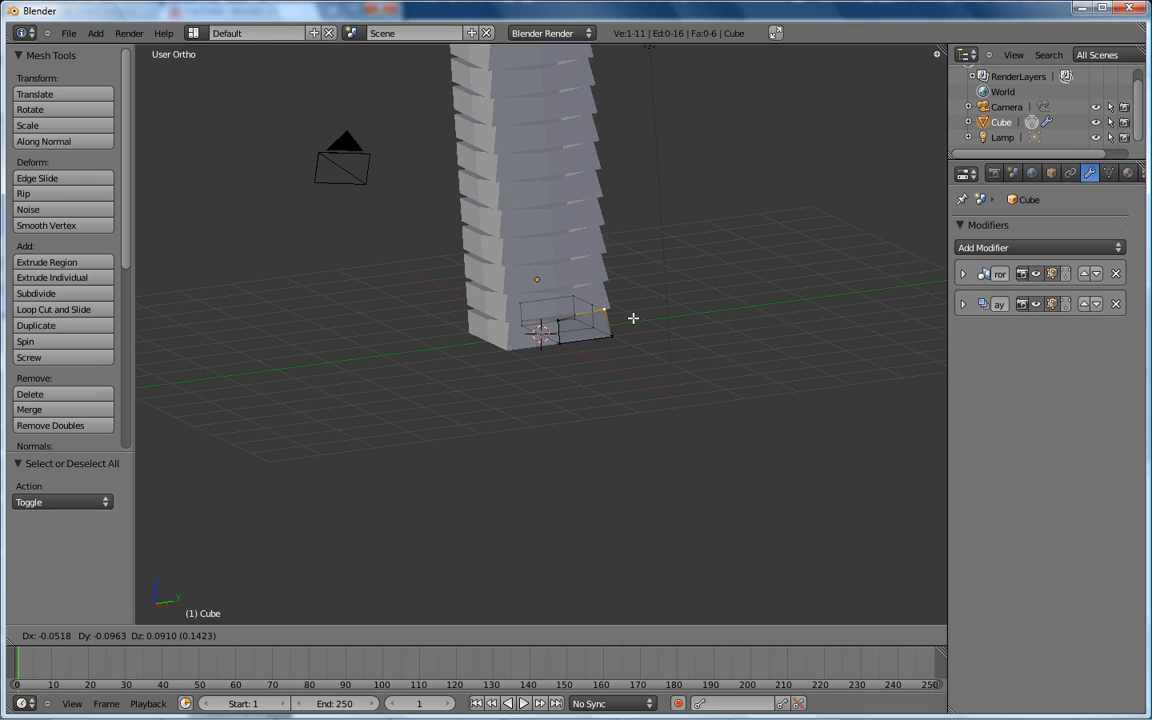 Blender
File Add Render Help Default Scene Blender Render Ve:1-11 | Ed:0-16 | Fa:0-6 | Cube
Mesh Tools
Transform:
Translate
Rotate
Scale
Along Normal
Deform:
Edge Slide
Rip
Noise
Smooth Vertex
Add:
Extrude Region
Extrude Individual
Subdivide
Loop Cut and Slide
Duplicate
Spin
Screw
Remove:
Delete
Merge
Remove Doubles
Normals:
Select or Deselect All
Action
Toggle
User Ortho
y
(1) Cube
Dx: -0.0518 Dy: -0.0963 Dz: 0.0910 (0.1423)
View Search All Scenes
RenderLayers |
World
Camera |
Cube |
Lamp |
Cube
Modifiers
Add Modifier
ror
ay
0 10 20 30 40 50 60 70 80 90 100 110 120 130 140 150 160 170 180 190 200 210 220 230 240 250
View Frame Playback Start: 1 End: 250 1 No Sync